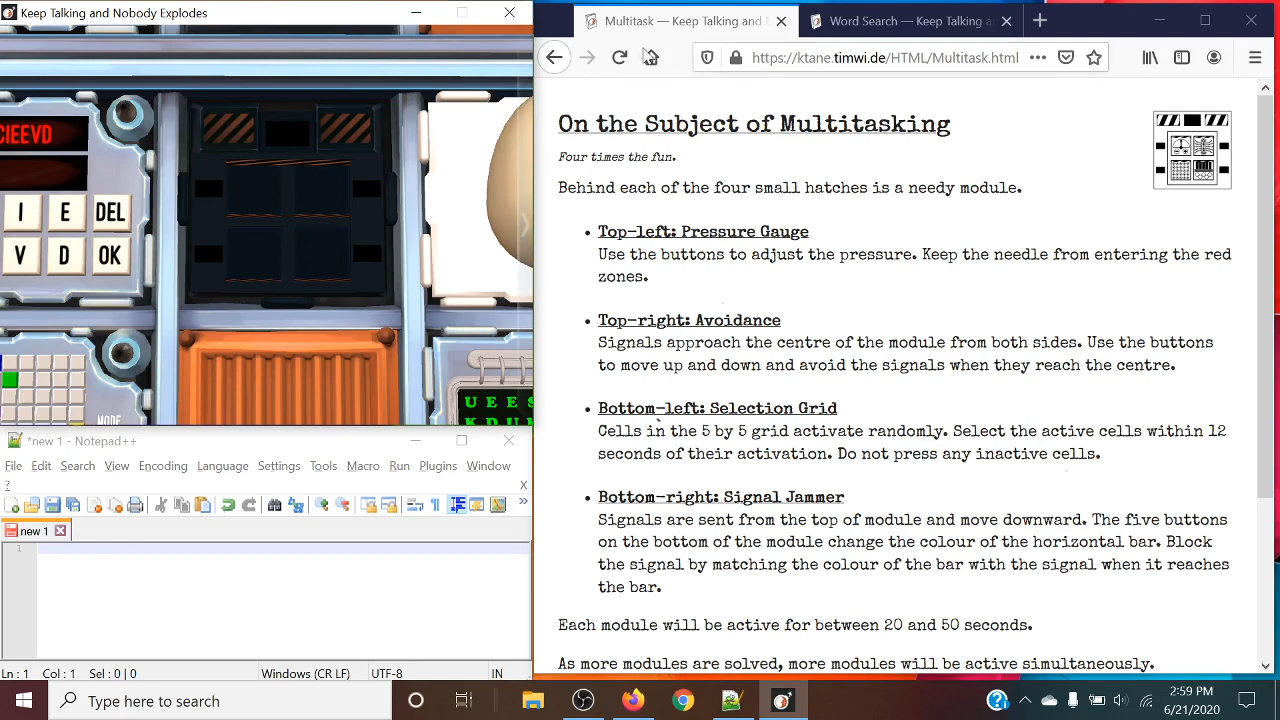 Keep Talking and Nobody Explodes
CIEEVD
I E DEL
V D OK
MODE
U E E S
K D U K
*new 1 - Notepad++
File Edit Search View Encoding Language Settings Tools Macro Run Plugins Window
? X
new 1
1
Ln : 1 Col : 1 Sel : 0 | 0 Windows (CR LF) UTF-8 IN
Multitask — Keep Talking and N
Word Search — Keep Talking a
https://ktane.timwi.de/HTML/Multitask.html
On the Subject of Multitasking
Four times the fun.
Behind each of the four small hatches is a needy module.
• Top-left: Pressure Gauge
Use the buttons to adjust the pressure. Keep the needle from entering the red
zones.
• Top-right: Avoidance
Signals approach the centre of the module from both sides. Use the buttons
to move up and down and avoid the signals when they reach the centre.
• Bottom-left: Selection Grid
Cells in the 5 by 5 grid activate randomly. Select the active cells within 12
seconds of their activation. Do not press any inactive cells.
• Bottom-right: Signal Jammer
Signals are sent from the top of module and move downward. The five buttons
on the bottom of the module change the colour of the horizontal bar. Block
the signal by matching the colour of the bar with the signal when it reaches
the bar.
Each module will be active for between 20 and 50 seconds.
As more modules are solved, more modules will be active simultaneously.
Type here to search
2:59 PM
6/21/2020